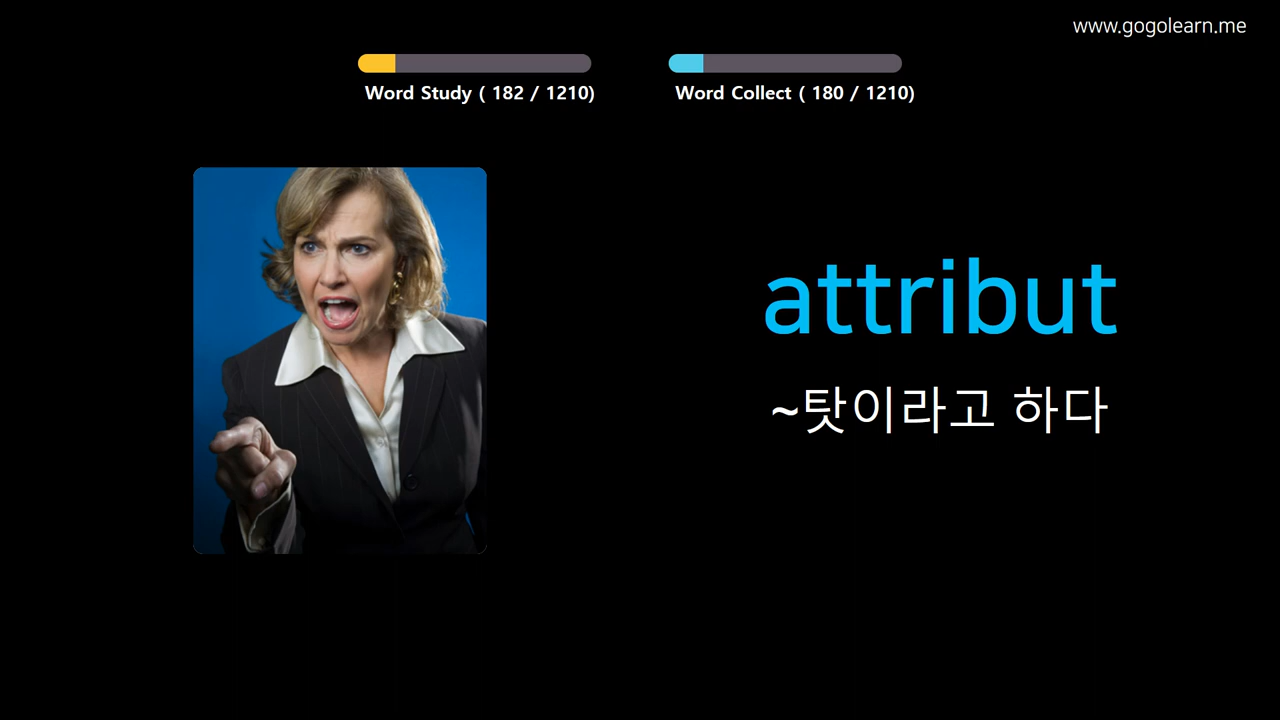 www.gogolearn.me
Word Study ( 182 / 1210)
Word Collect ( 180 / 1210)
attribut
~탓이라고 하다